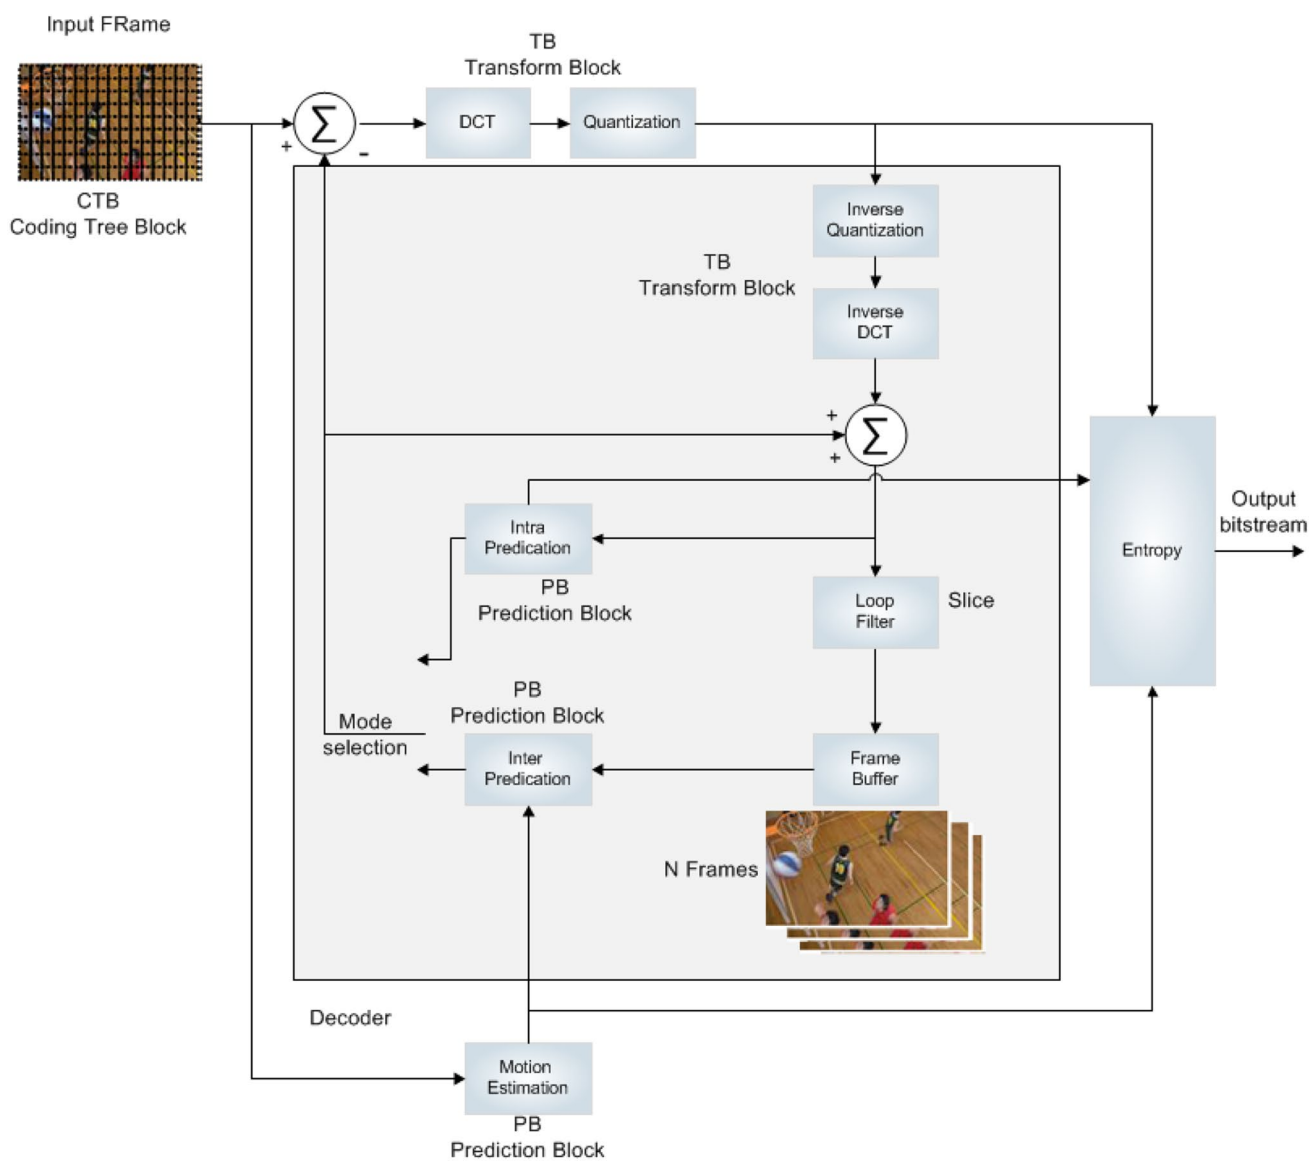 Input FRame
TB
Transform Block
DCT
Quantization
Σ
+
-
CTB
Coding Tree Block
Inverse
Quantization
TB
Transform Block
Inverse
DCT
+
Σ
+
Intra
Predication
PB
Prediction Block
Loop
Filter
Slice
Entropy
Output
bitstream
PB
Prediction Block
Mode
selection
Inter
Predication
Frame
Buffer
N Frames
Decoder
Motion
Estimation
PB
Prediction Block